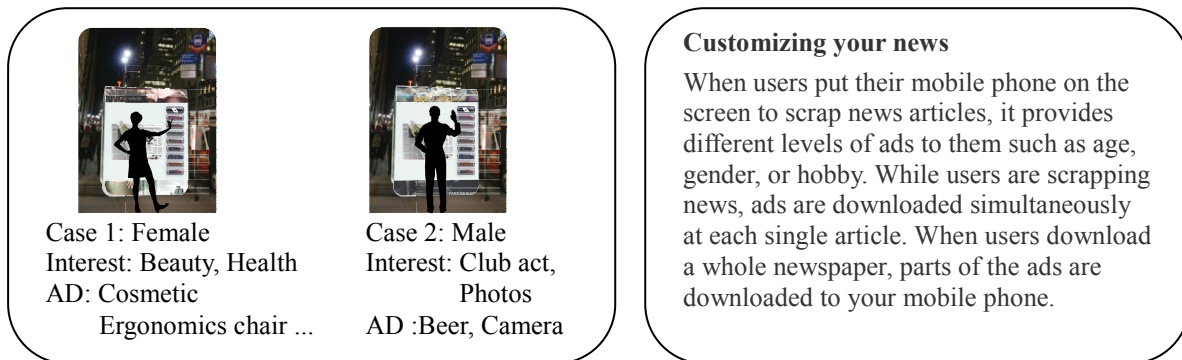 Case 1: Female
Interest: Beauty, Health
AD: Cosmetic
Ergonomics chair ...
Case 2: Male
Interest: Club act,
Photos
AD :Beer, Camera
Customizing your news
When users put their mobile phone on the
screen to scrap news articles, it provides
different levels of ads to them such as age,
gender, or hobby. While users are scrapping
news, ads are downloaded simultaneously
at each single article. When users download
a whole newspaper, parts of the ads are
downloaded to your mobile phone.